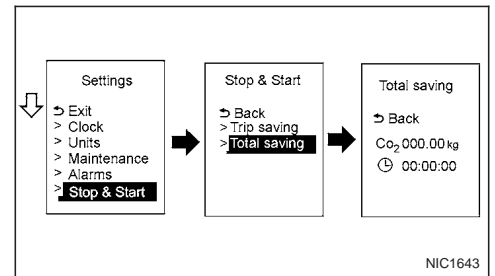 Settings
⮌ Exit
> Clock
> Units
> Maintenance
> Alarms
> Stop & Start
Stop & Start
⮌ Back
> Trip saving
> Total saving
Total saving
⮌ Back
Co₂ 000.00 kg
00:00:00
NIC1643